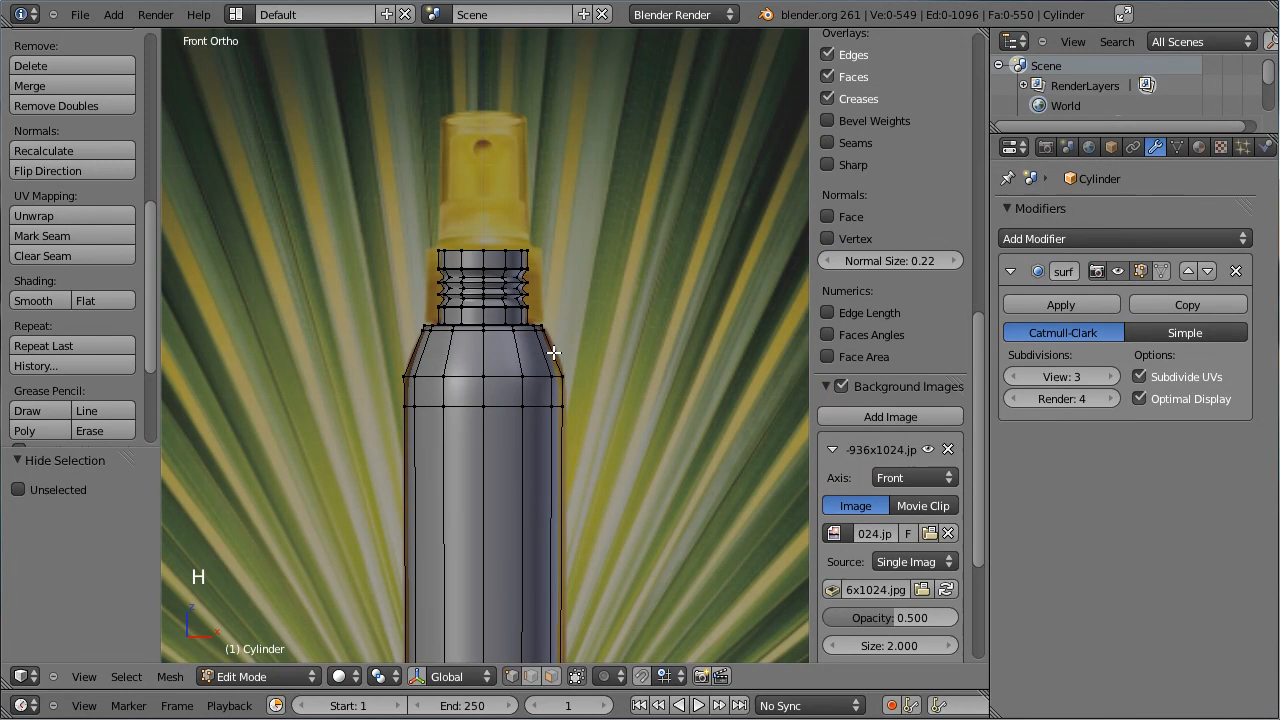 File Add Render Help Default Scene Blender Render blender.org 261 | Ve:0-549 | Ed:0-1096 | Fa:0-550 | Cylinder
Remove:
Delete
Merge
Remove Doubles
Normals:
Recalculate
Flip Direction
UV Mapping:
Unwrap
Mark Seam
Clear Seam
Shading:
Smooth Flat
Repeat:
Repeat Last
History...
Grease Pencil:
Draw Line
Poly Erase
Hide Selection
Unselected
Front Ortho
H
z
x
(1) Cylinder
Overlays:
Edges
Faces
Creases
Bevel Weights
Seams
Sharp
Normals:
Face
Vertex
Normal Size: 0.22
Numerics:
Edge Length
Faces Angles
Face Area
Background Images
Add Image
-936x1024.jp
Axis: Front
Image Movie Clip
024.jp F
Source: Single Imag
6x1024.jpg
Opacity: 0.500
Size: 2.000
View Search All Scenes
Scene
RenderLayers |
World
Cylinder
Modifiers
Add Modifier
surf
Apply Copy
Catmull-Clark Simple
Subdivisions: Options:
View: 3 Subdivide UVs
Render: 4 Optimal Display
View Select Mesh Edit Mode Global
View Marker Frame Playback Start: 1 End: 250 1 No Sync